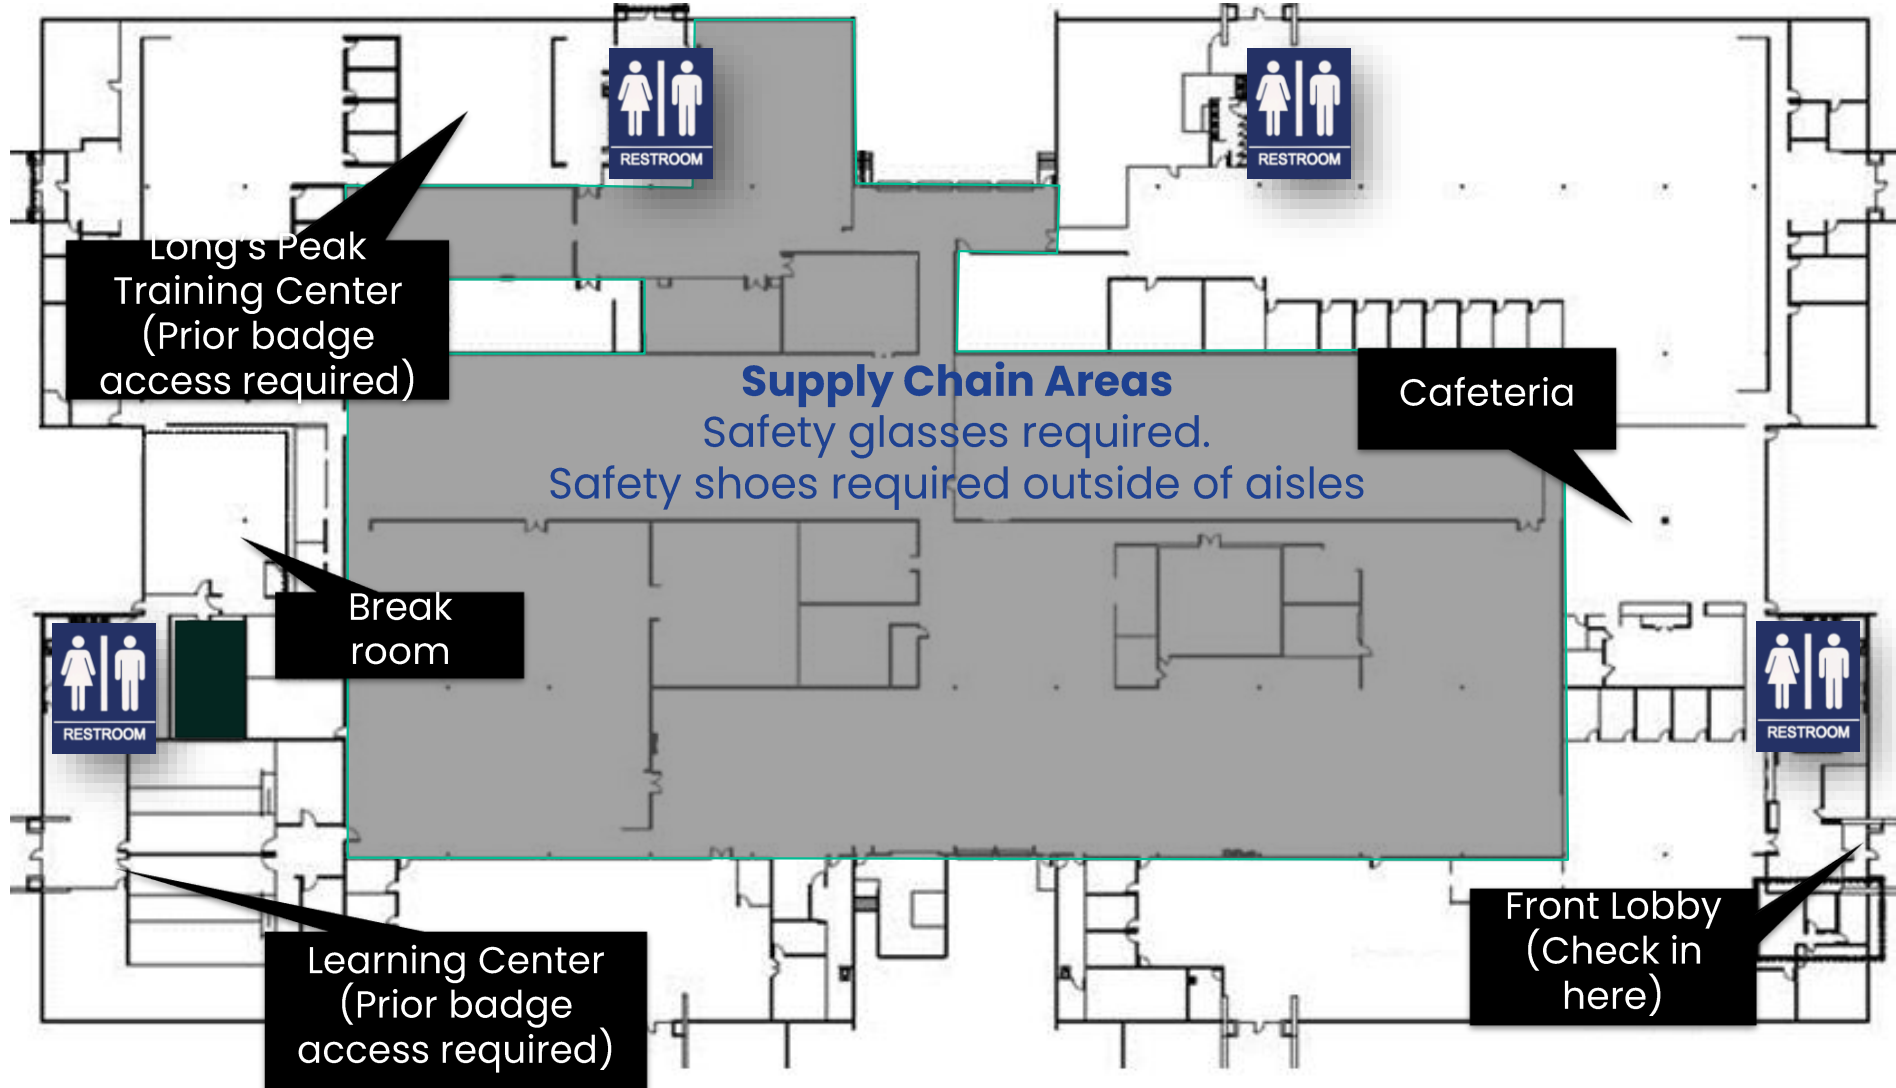 RESTROOM
RESTROOM
Long's Peak
Training Center
(Prior badge
access required)
Supply Chain Areas
Safety glasses required.
Safety shoes required outside of aisles
Cafeteria
Break
room
RESTROOM
RESTROOM
Front Lobby
(Check in
here)
Learning Center
(Prior badge
access required)